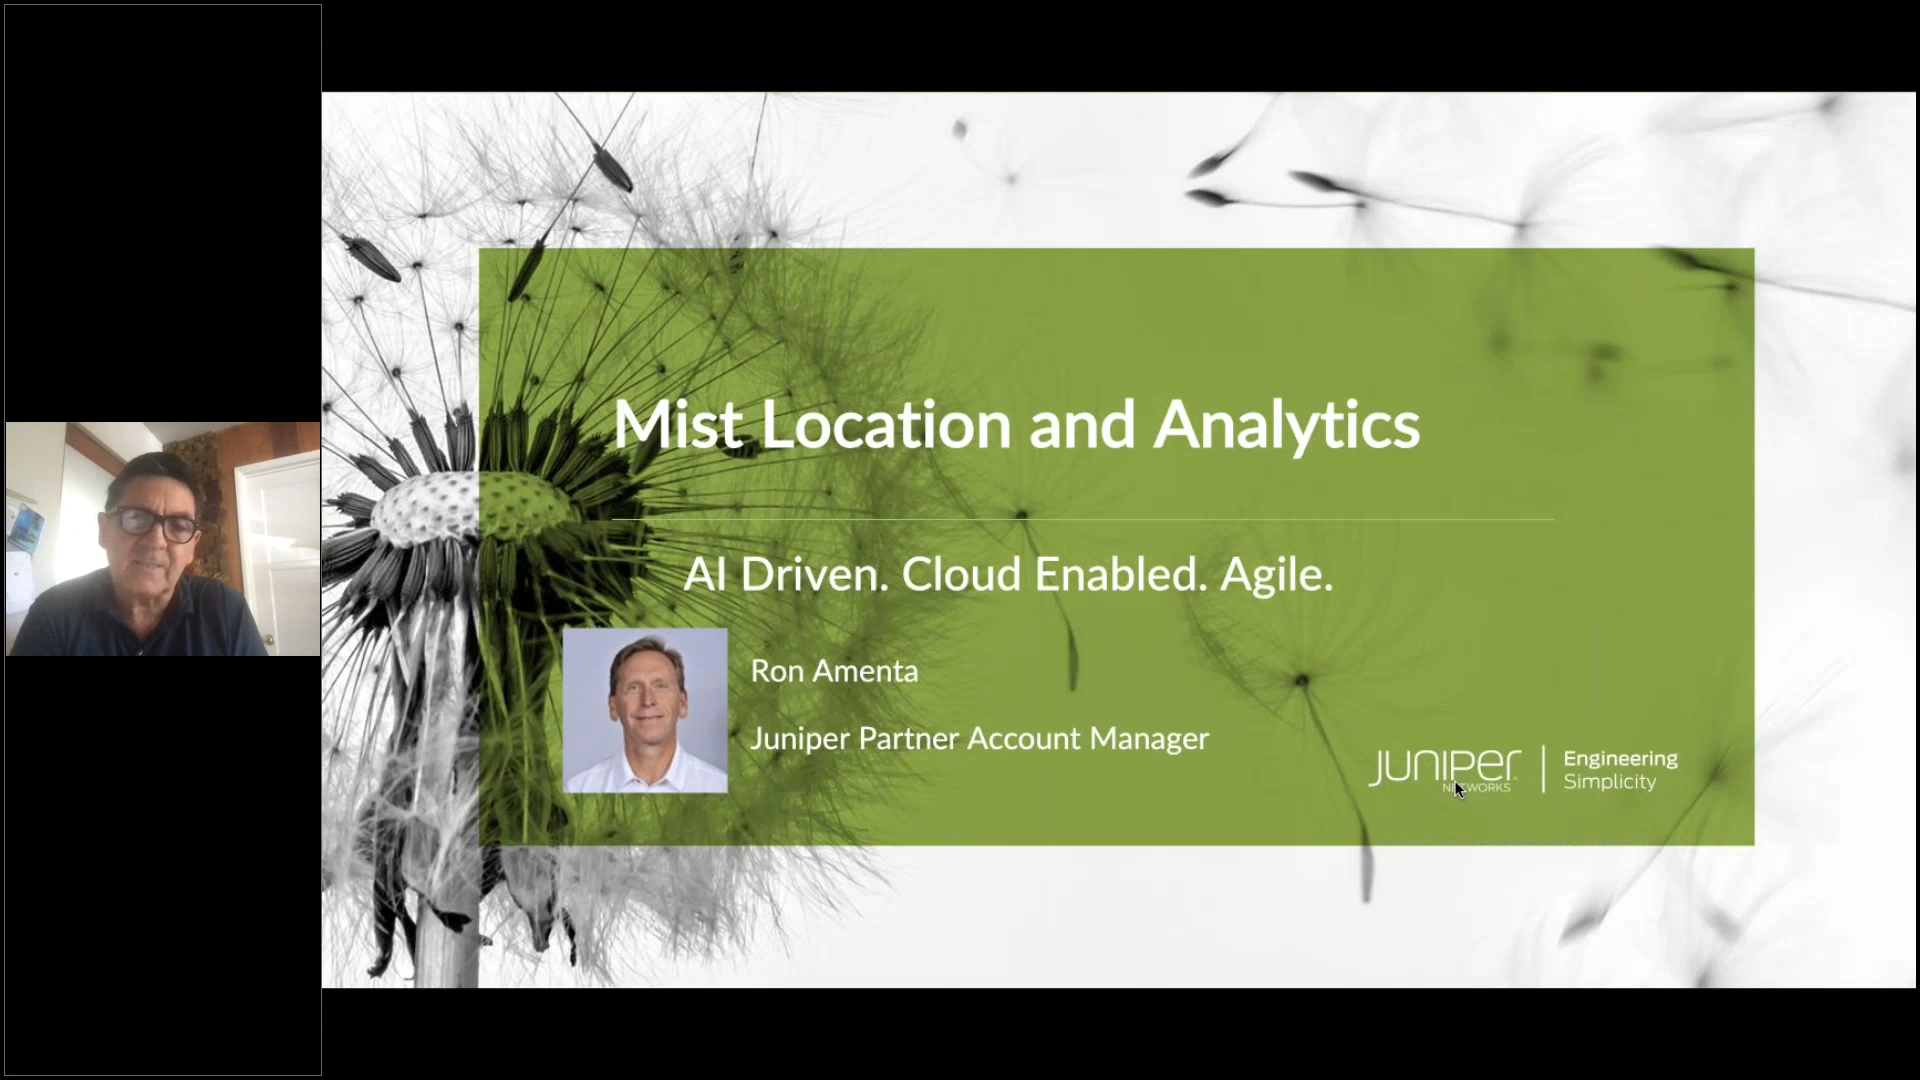 Mist Location and Analytics
AI Driven. Cloud Enabled. Agile.
Ron Amenta
Juniper Partner Account Manager
JUNIPER
NETWORKS
Engineering
Simplicity